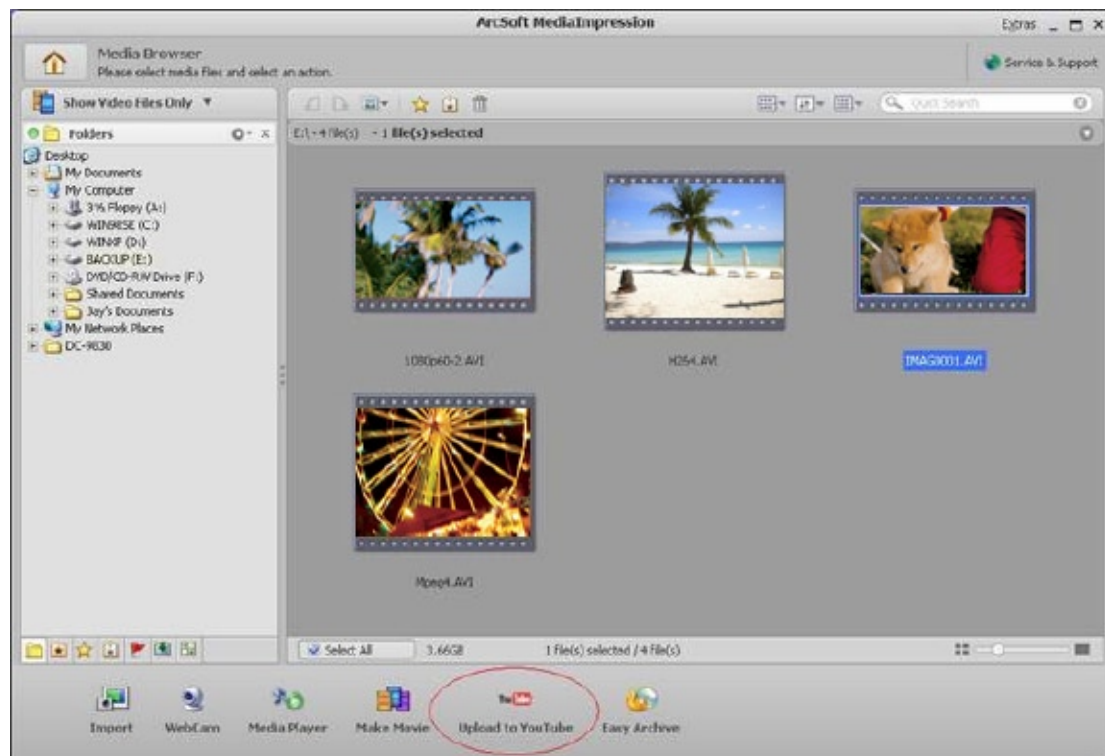 ArcSoft MediaImpression
Extras
Media Browser
Please select media files and select an action.
Service & Support
Show Video Files Only
Quick Search
Folders
E:\ - 4 file(s) - 1 file(s) selected
Desktop
My Documents
My Computer
3½ Floppy (A:)
WIN98SE (C:)
WINXP (D:)
BACKUP (E:)
DVD/CD-RW Drive (F:)
Shared Documents
Jay's Documents
My Network Places
DC-9830
1080p60-2.AVI
H264.AVI
IMAG0001.AVI
Mpeg4.AVI
Select All
3.66GB
1 File(s) selected / 4 File(s)
Import
WebCam
Media Player
Make Movie
Upload to YouTube
Easy Archive